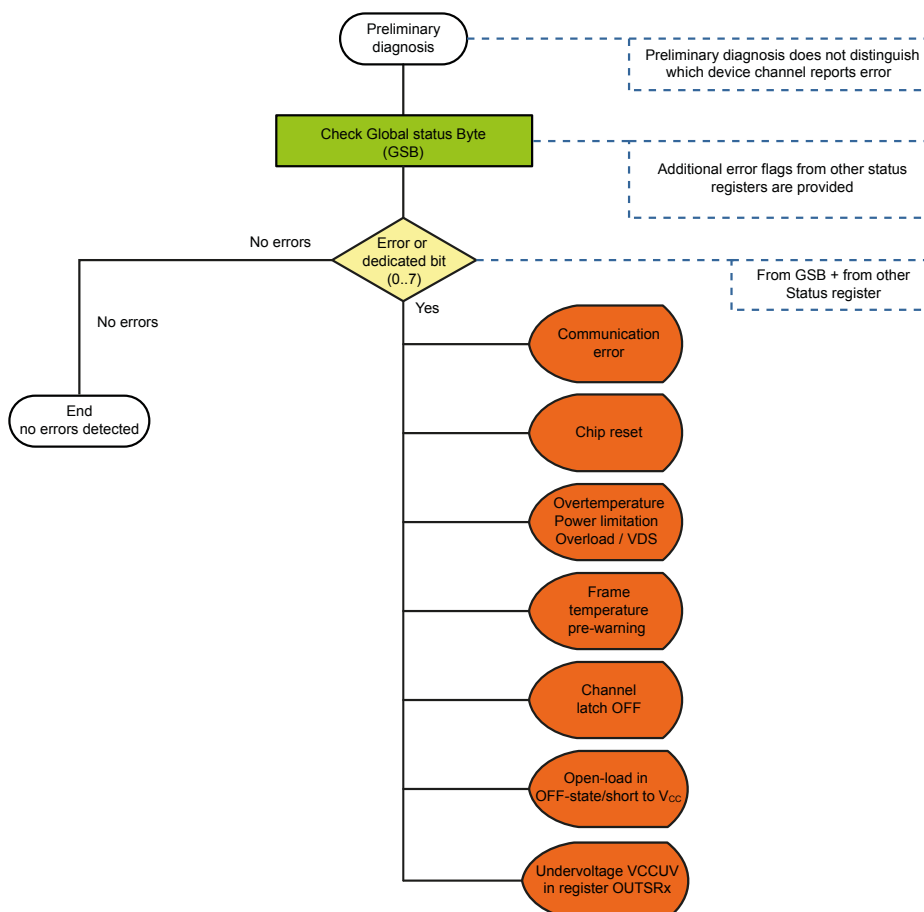 Preliminary
diagnosis
Preliminary diagnosis does not distinguish
which device channel reports error
Check Global status Byte
(GSB)
Additional error flags from other status
registers are provided
No errors
Error or
dedicated bit
(0..7)
From GSB + from other
Status register
Yes
No errors
Communication
error
End
no errors detected
Chip reset
Overtemperature
Power limitation
Overload / VDS
Frame
temperature
pre-warning
Channel
latch OFF
Open-load in
OFF-state/short to VCC
Undervoltage VCCUV
in register OUTSRx